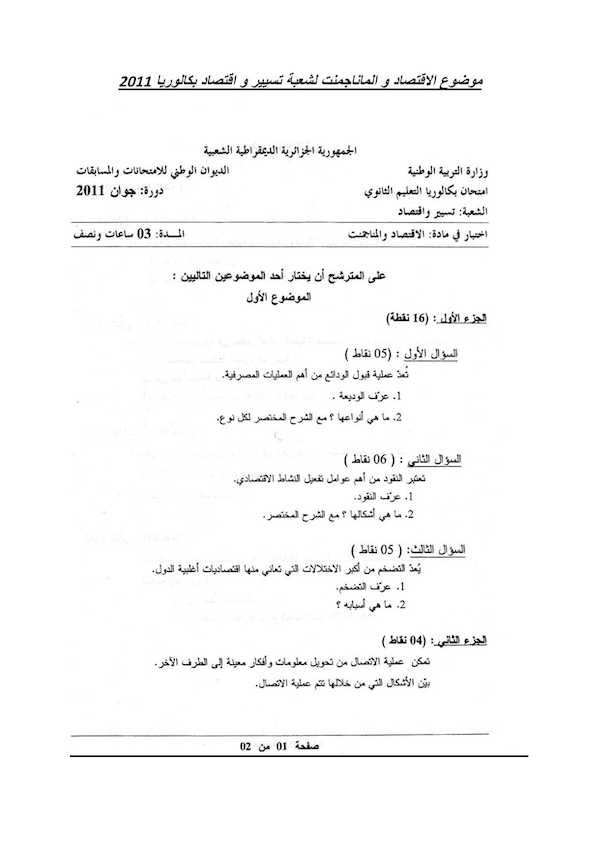 موضوع الاقتصاد و الماناجمنت لشعبة تسيير و اقتصاد بكالوريا 2011
الجمهورية الجزائرية الديمقراطية الشعبية
وزارة التربية الوطنية الديوان الوطني للامتحانات والمسابقات
امتحان بكالوريا التعليم الثانوي دورة: جوان 2011
الشعبة: تسيير واقتصاد
اختبار في مادة: الاقتصاد والمناجمنت المدة: 03 ساعات ونصف
على المترشح أن يختار أحد الموضوعين التاليين :
الموضوع الأول
الجزء الأول : (16 نقطة)
السؤال الأول : (05 نقاط )
تُعدّ عملية قبول الودائع من أهم العمليات المصرفية.
1. عرّف الوديعة .
2. ما هي أنواعها ؟ مع الشرح المختصر لكل نوع.
السؤال الثاني : ( 06 نقاط )
تعتبر النقود من أهم عوامل تفعيل النشاط الاقتصادي.
1. عرّف النقود.
2. ما هي أشكالها ؟ مع الشرح المختصر.
السؤال الثالث: ( 05 نقاط )
يُعدّ التضخم من أكبر الاختلالات التي تعاني منها اقتصاديات أغلبية الدول.
1. عرّف التضخم.
2. ما هي أسبابه ؟
الجزء الثاني : (04 نقاط )
تمكن عملية الاتصال من تحويل معلومات وأفكار معينة إلى الطرف الآخر.
بيّن الأشكال التي من خلالها تتم عملية الاتصال.
صفحة 01 من 02